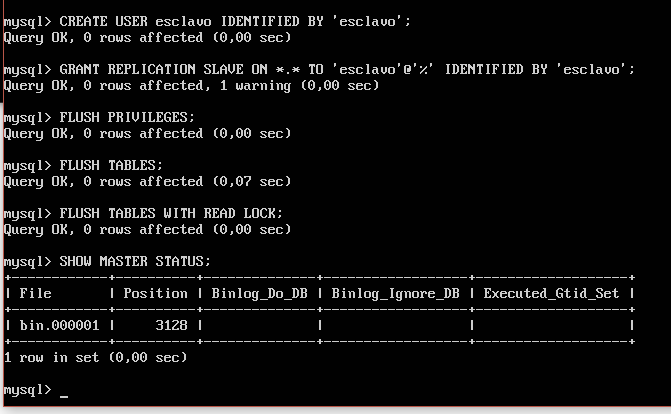 mysql> CREATE USER esclavo IDENTIFIED BY 'esclavo';
Query OK, 0 rows affected (0,00 sec)
mysql> GRANT REPLICATION SLAVE ON *.* TO 'esclavo'@'%' IDENTIFIED BY 'esclavo';
Query OK, 0 rows affected, 1 warning (0,00 sec)
mysql> FLUSH PRIVILEGES;
Query OK, 0 rows affected (0,00 sec)
mysql> FLUSH TABLES;
Query OK, 0 rows affected (0,07 sec)
mysql> FLUSH TABLES WITH READ LOCK;
Query OK, 0 rows affected (0,00 sec)
mysql> SHOW MASTER STATUS;
+------------+----------+--------------+------------------+-------------------+
| File       | Position | Binlog_Do_DB | Binlog_Ignore_DB | Executed_Gtid_Set |
+------------+----------+--------------+------------------+-------------------+
| bin.000001 |     3128 |              |                  |                   |
+------------+----------+--------------+------------------+-------------------+
1 row in set (0,00 sec)
mysql> _